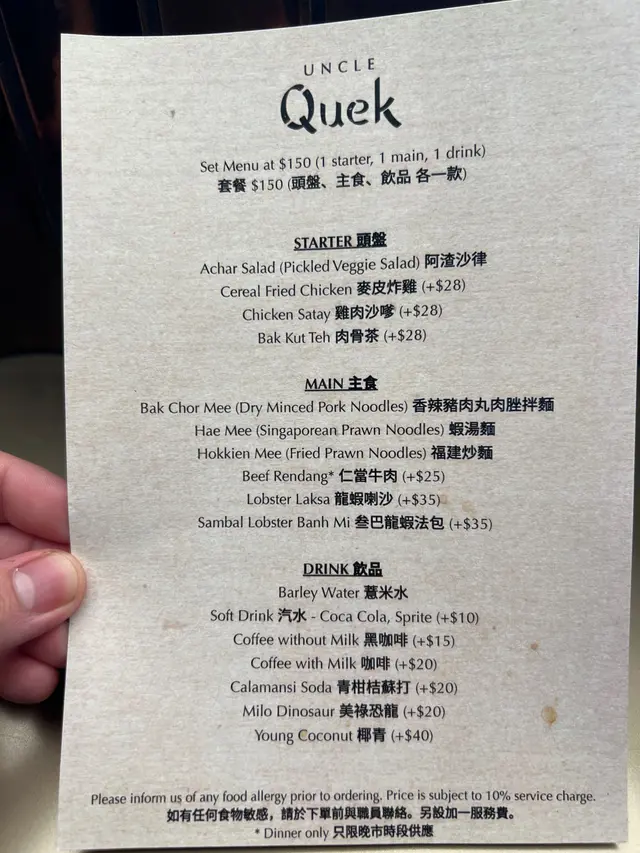 UNCLE
Quek
Set Menu at $150 (1 starter, 1 main, 1 drink)
套餐 $150 (頭盤、主食、飲品 各一款)
STARTER 頭盤
Achar Salad (Pickled Veggie Salad) 阿渣沙律
Cereal Fried Chicken 麥皮炸雞 (+$28)
Chicken Satay 雞肉沙嗲 (+$28)
Bak Kut Teh 肉骨茶 (+$28)
MAIN 主食
Bak Chor Mee (Dry Minced Pork Noodles) 香辣豬肉丸肉脞拌麵
Hae Mee (Singaporean Prawn Noodles) 蝦湯麵
Hokkien Mee (Fried Prawn Noodles) 福建炒麵
Beef Rendang* 仁當牛肉 (+$25)
Lobster Laksa 龍蝦喇沙 (+$35)
Sambal Lobster Banh Mi 叁巴龍蝦法包 (+$35)
DRINK 飲品
Barley Water 薏米水
Soft Drink 汽水 - Coca Cola, Sprite (+$10)
Coffee without Milk 黑咖啡 (+$15)
Coffee with Milk 咖啡 (+$20)
Calamansi Soda 青柑桔蘇打 (+$20)
Milo Dinosaur 美祿恐龍 (+$20)
Young Coconut 椰青 (+$40)
Please inform us of any food allergy prior to ordering. Price is subject to 10% service charge.
如有任何食物敏感，請於下單前與職員聯絡。另設加一服務費。
* Dinner only 只限晚市時段供應